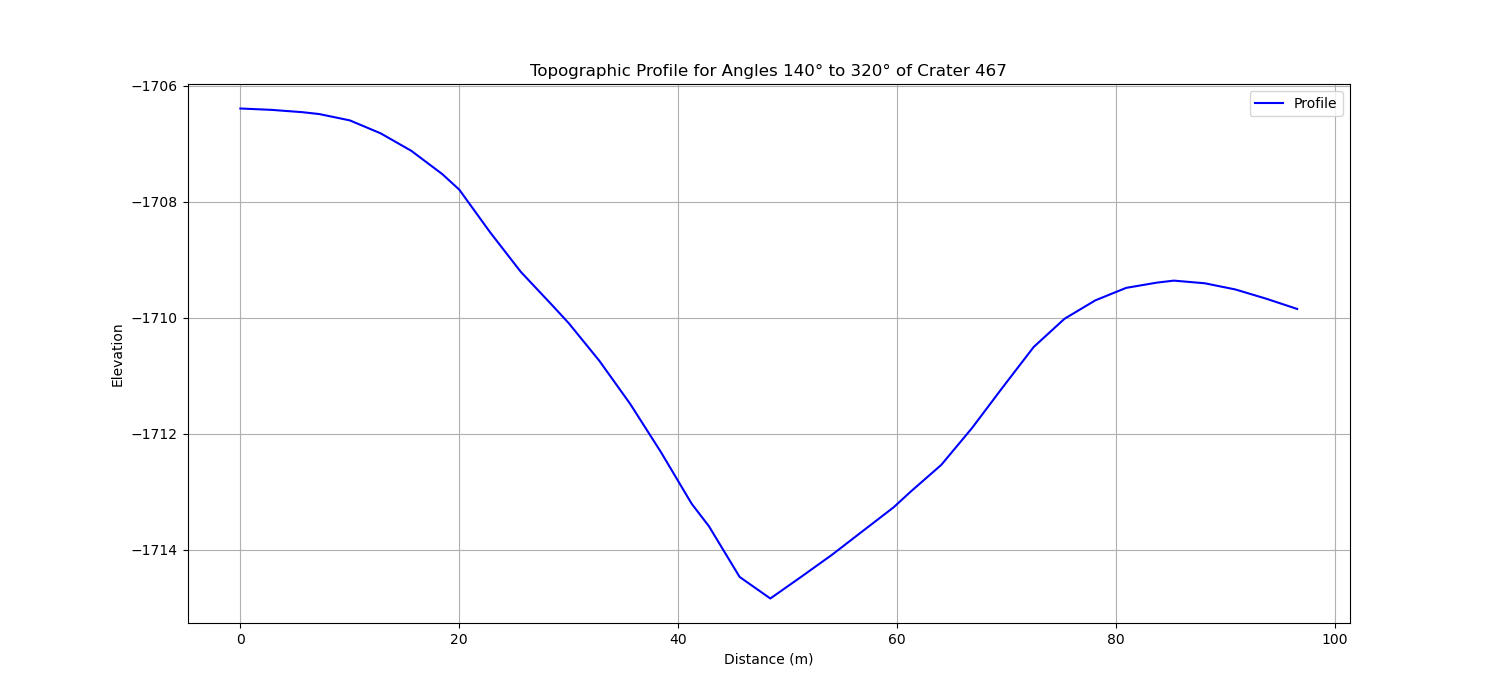 Topographic Profile for Angles 140° to 320° of Crater 467
Profile
−1706
−1708
−1710
−1712
−1714
Elevation
0 20 40 60 80 100
Distance (m)